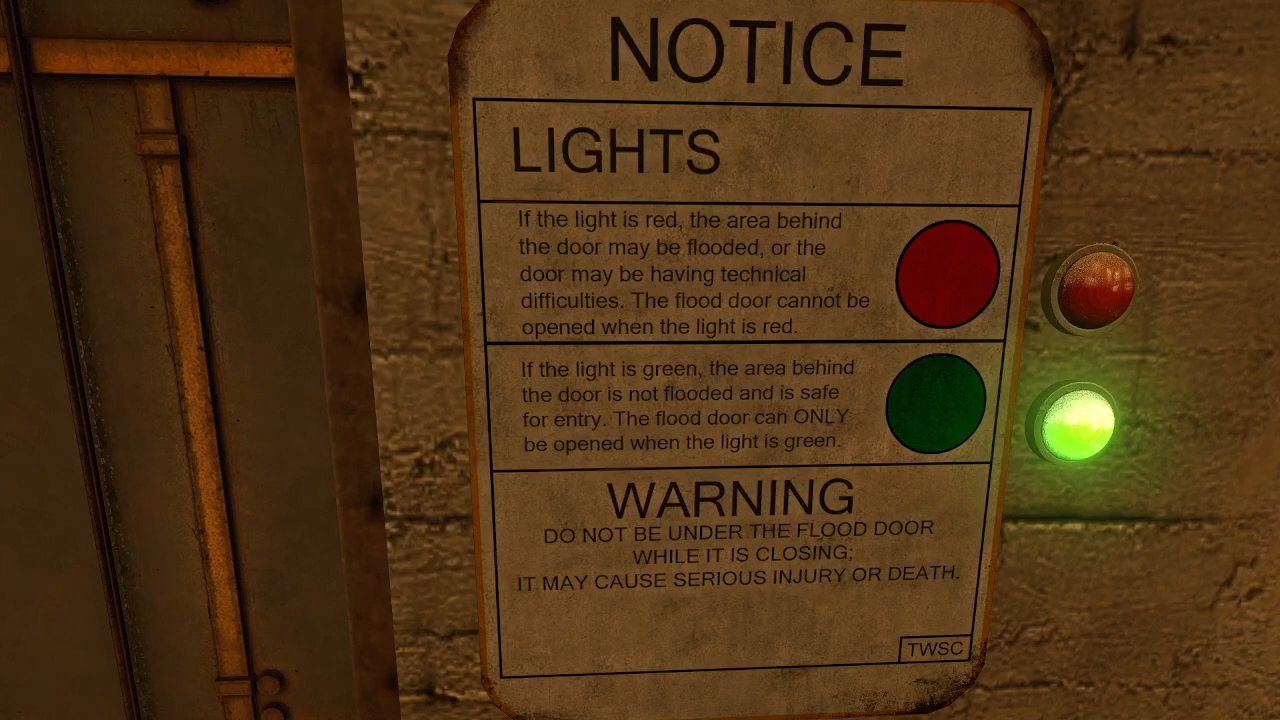 NOTICE
LIGHTS
If the light is red, the area behind
the door may be flooded, or the
door may be having technical
difficulties. The flood door cannot be
opened when the light is red.
If the light is green, the area behind
the door is not flooded and is safe
for entry. The flood door can ONLY
be opened when the light is green.
WARNING
DO NOT BE UNDER THE FLOOD DOOR
WHILE IT IS CLOSING;
IT MAY CAUSE SERIOUS INJURY OR DEATH.
TWSC